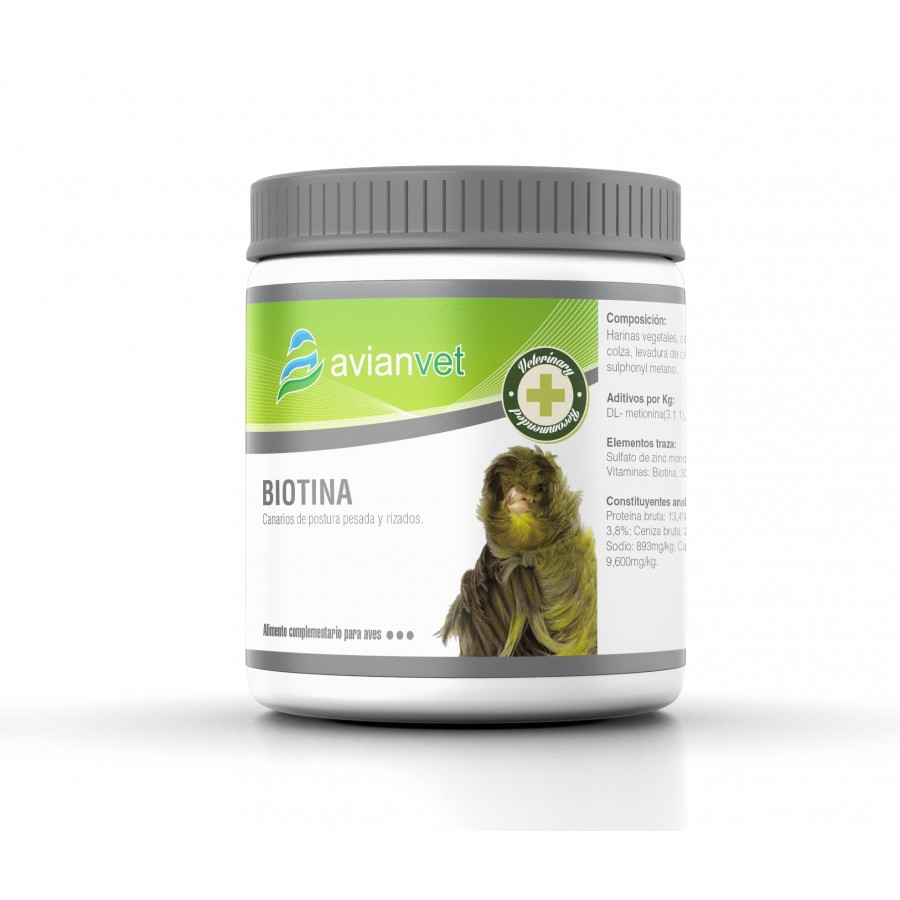 avianvet
Veterinary
Recommended
BIOTINA
Canarios de postura pesada y rizados.
Alimento complementario para aves
Composición:
Harinas vegetales,
colza, levadura de
sulphonyl metano.
Aditivos por Kg:
DL- metionina(3.1.1),
Elementos traza:
Sulfato de zinc
Vitaminas: Biotina,
Constituyentes
Proteína bruta: 13,4%
3,8%; Ceniza bruta:
Sodio: 893mg/kg;
9,600mg/kg.